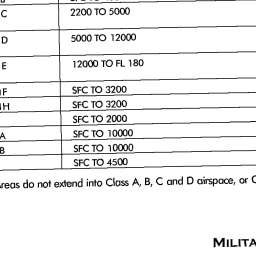 C 2200 TO 5000
D 5000 TO 12000
E 12000 TO FL 180
SFC TO 3200
H SFC TO 3200
SFC TO 2000
A SFC TO 10000
B SFC TO 10000
SFC TO 4500
reas do not extend into Class A, B, C and D airspace, or C
MILITA